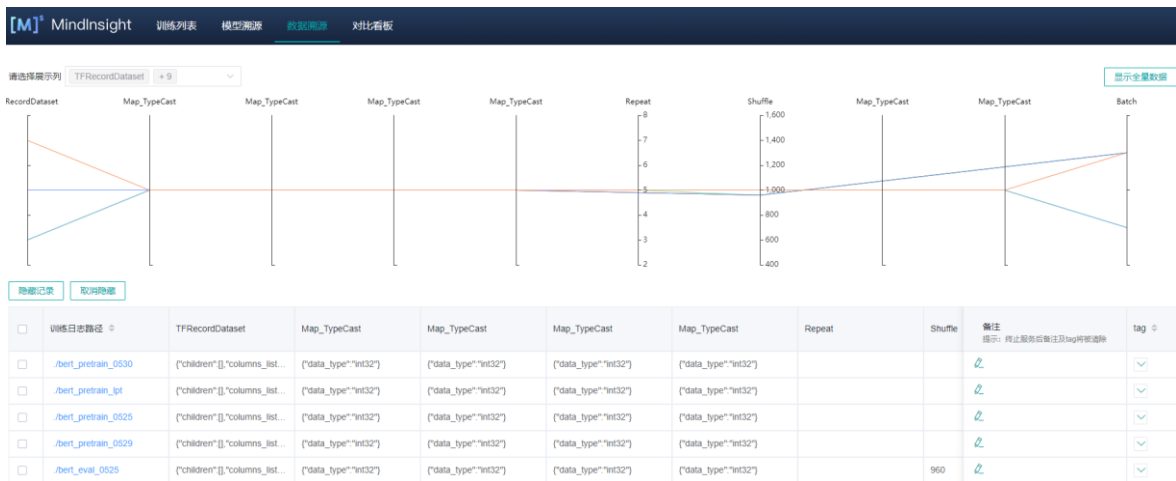 [M]ˢ MindInsight 训练列表 模型溯源 数据溯源 对比看板
请选择展示列 TFRecordDataset + 9 显示全量数据
RecordDataset Map_TypeCast Map_TypeCast Map_TypeCast Map_TypeCast Repeat Shuffle Map_TypeCast Map_TypeCast Batch
8 1,600
7 1,400
6 1,200
5 1,000
4 800
3 600
2 400
隐藏记录 取消隐藏
训练日志路径 TFRecordDataset Map_TypeCast Map_TypeCast Map_TypeCast Map_TypeCast Repeat Shuffle 备注 tag
提示：终止服务后备注及tag将被清除
./bert_pretrain_0530 {"children":[],"columns_list... {"data_type":"int32"} {"data_type":"int32"} {"data_type":"int32"} {"data_type":"int32"}
./bert_pretrain_lpt {"children":[],"columns_list... {"data_type":"int32"} {"data_type":"int32"} {"data_type":"int32"} {"data_type":"int32"}
./bert_pretrain_0525 {"children":[],"columns_list... {"data_type":"int32"} {"data_type":"int32"} {"data_type":"int32"} {"data_type":"int32"}
./bert_pretrain_0529 {"children":[],"columns_list... {"data_type":"int32"} {"data_type":"int32"} {"data_type":"int32"} {"data_type":"int32"}
./bert_eval_0525 {"children":[],"columns_list... {"data_type":"int32"} {"data_type":"int32"} {"data_type":"int32"} {"data_type":"int32"} 960